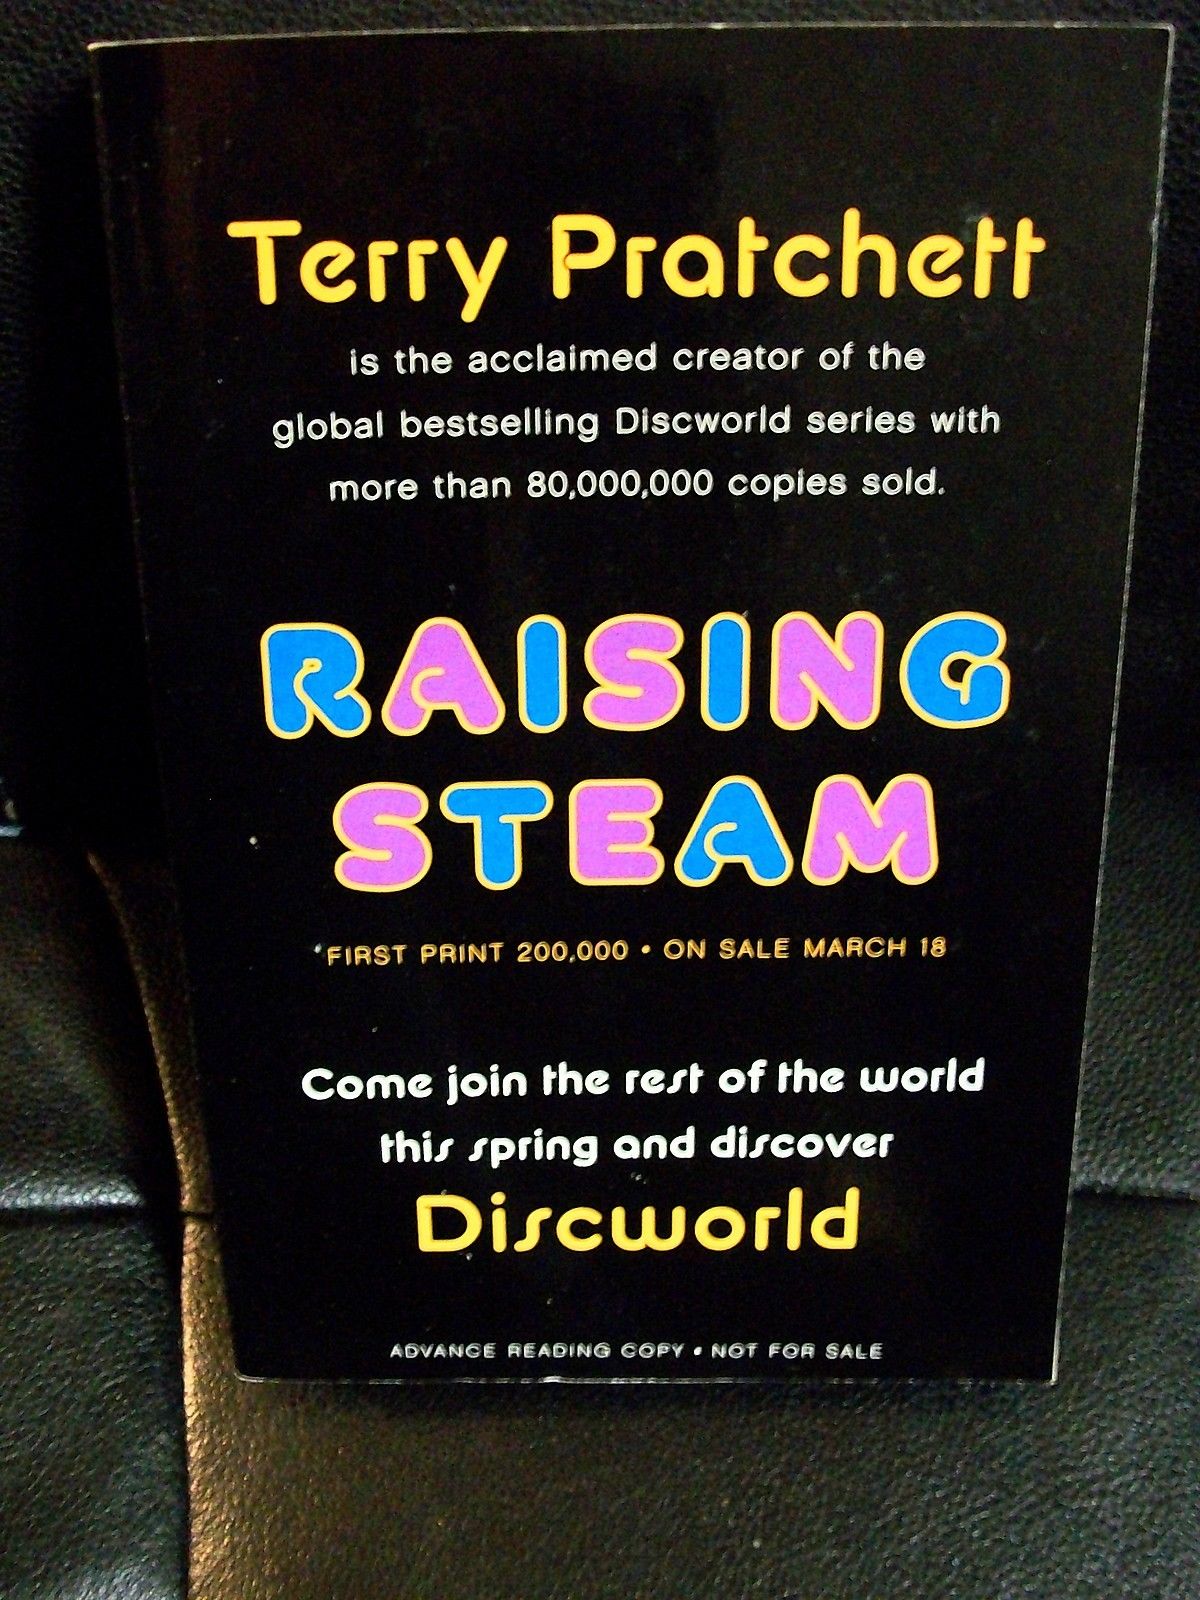 Terry Pratchett
is the acclaimed creator of the
global bestselling Discworld series with
more than 80,000,000 copies sold.
RAISING
STEAM
FIRST PRINT 200,000 • ON SALE MARCH 18
Come join the rest of the world
this spring and discover
Discworld
ADVANCE READING COPY • NOT FOR SALE